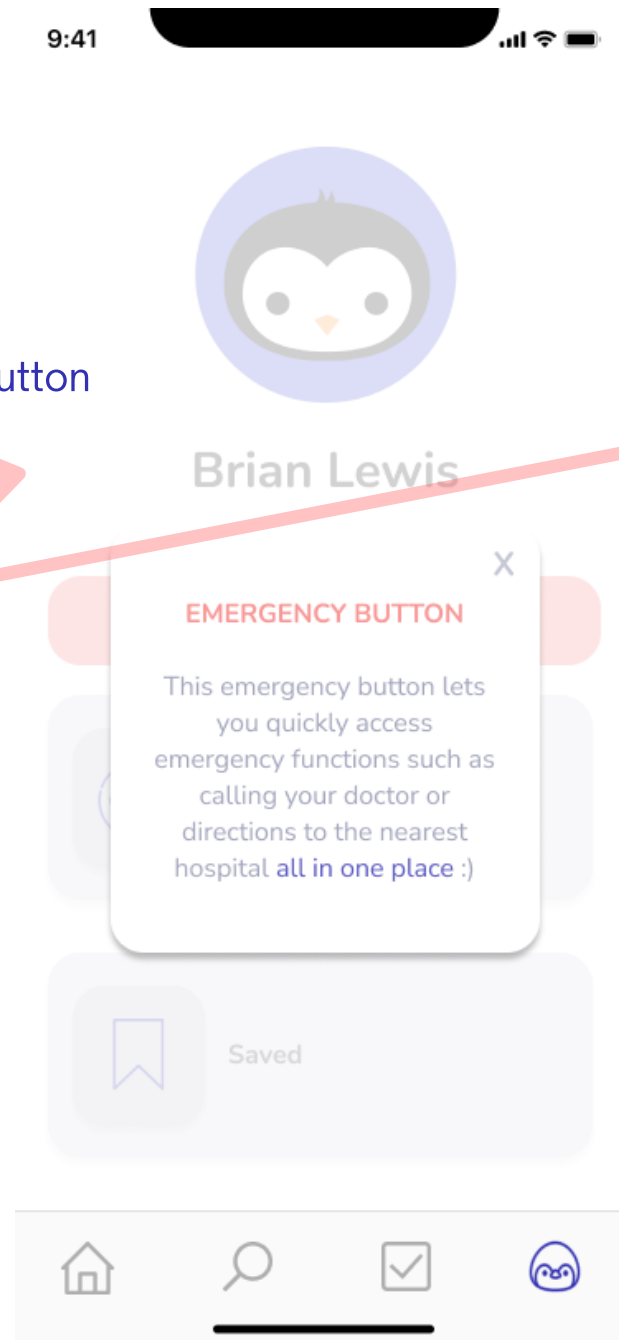 9:41
utton
Brian Lewis
X
EMERGENCY BUTTON
This emergency button lets
you quickly access
emergency functions such as
calling your doctor or
directions to the nearest
hospital all in one place :)
Saved